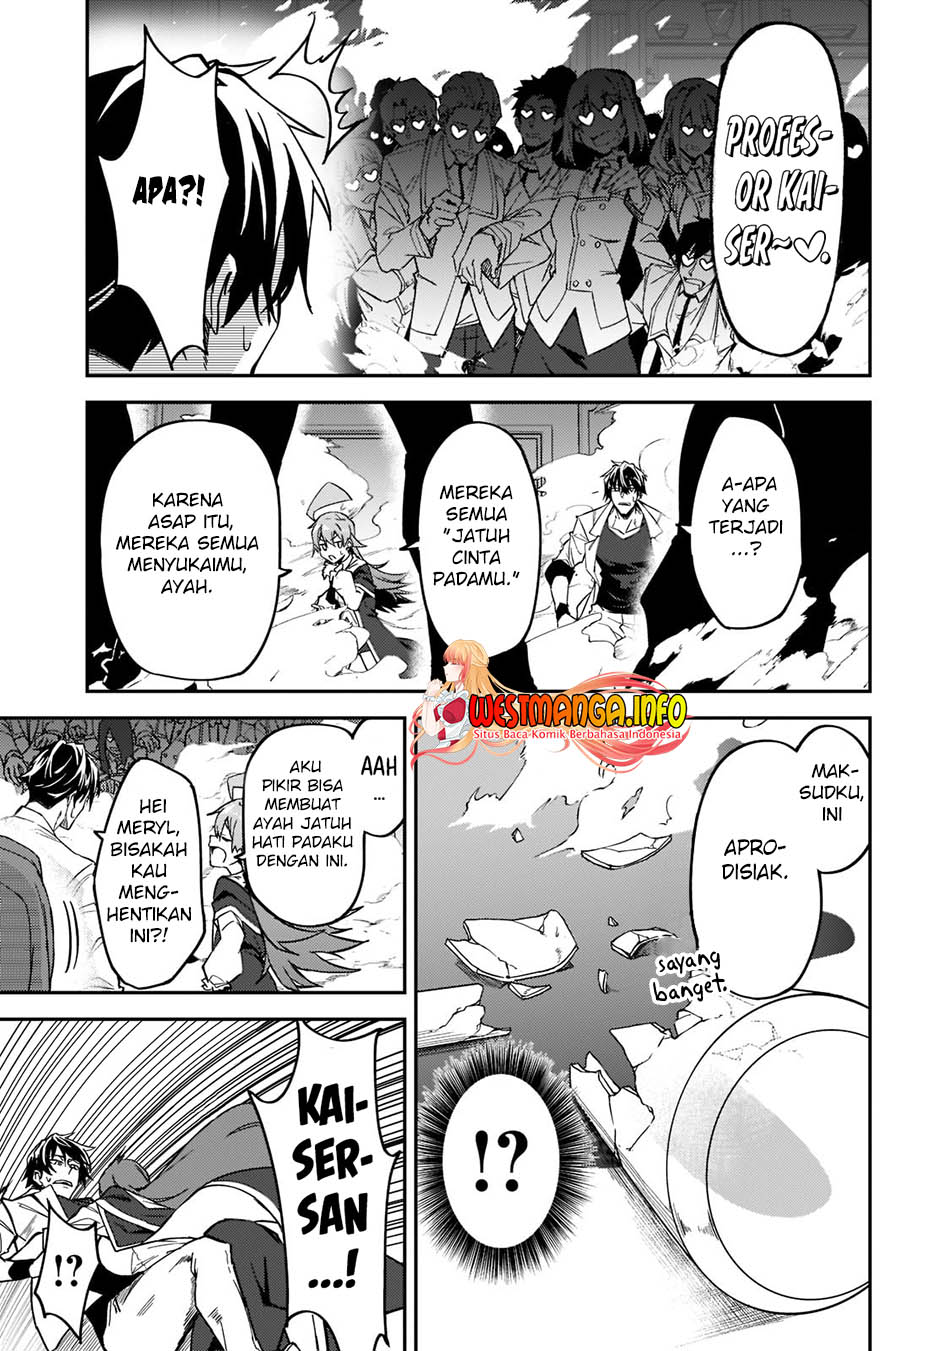 PROFES-
OR KAI-
SER~♡.
APA?!
A-APA
YANG
TERJADI
...?
MEREKA
SEMUA
"JATUH
CINTA
PADAMU."
KARENA
ASAP ITU,
MEREKA SEMUA
MENYUKAIMU,
AYAH.
MAK-
SUDKU,
INI
APRO-
DISIAK.
sayang
banget.
!?
WESTMANGA.INFO
Situs Baca Komik Berbahasa Indonesia
AAH
...
AKU
PIKIR BISA
MEMBUAT
AYAH JATUH
HATI PADAKU
DENGAN INI.
HEI
MERYL,
BISAKAH
KAU
MENG-
HENTIKAN
INI?!
KAI-
SER-
SAN
....!
!?